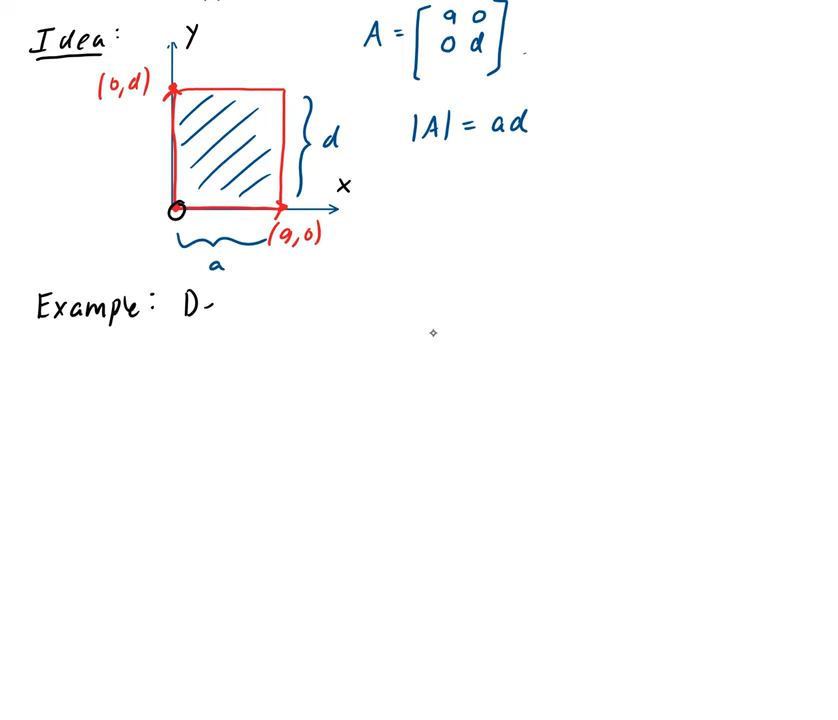 Idea:
y
A = [ a 0
0 d ]
(0,d)
d
|A| = ad
x
(a,0)
a
Example: D